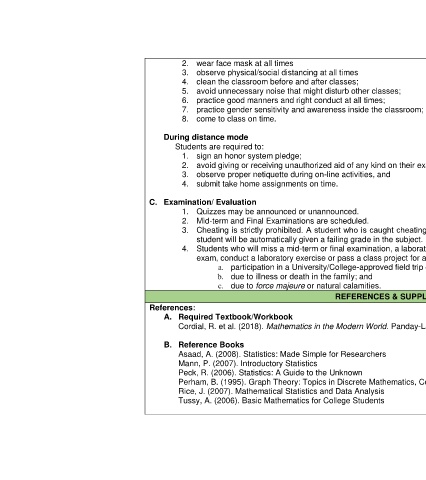 2. wear face mask at all times
3. observe physical/social distancing at all times
4. clean the classroom before and after classes;
5. avoid unnecessary noise that might disturb other classes;
6. practice good manners and right conduct at all times;
7. practice gender sensitivity and awareness inside the classroom;
8. come to class on time.
During distance mode
Students are required to:
1. sign an honor system pledge;
2. avoid giving or receiving unauthorized aid of any kind on their ex
3. observe proper netiquette during on-line activities, and
4. submit take home assignments on time.
C. Examination/ Evaluation
1. Quizzes may be announced or unannounced.
2. Mid-term and Final Examinations are scheduled.
3. Cheating is strictly prohibited. A student who is caught cheating
student will be automatically given a failing grade in the subject.
4. Students who will miss a mid-term or final examination, a laborat
exam, conduct a laboratory exercise or pass a class project for a
a. participation in a University/College-approved field trip
b. due to illness or death in the family; and
c. due to force majeure or natural calamities.
REFERENCES & SUPPL
References:
A. Required Textbook/Workbook
Cordial, R. et al. (2018). Mathematics in the Modern World. Panday-L
B. Reference Books
Asaad, A. (2008). Statistics: Made Simple for Researchers
Mann, P. (2007). Introductory Statistics
Peck, R. (2006). Statistics: A Guide to the Unknown
Perham, B. (1995). Graph Theory: Topics in Discrete Mathematics, C
Rice, J. (2007). Mathematical Statistics and Data Analysis
Tussy, A. (2006). Basic Mathematics for College Students